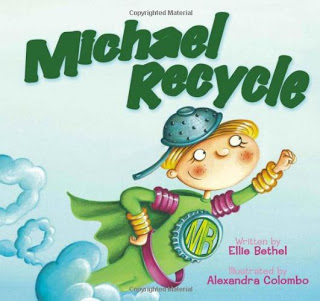 Copyrighted Material
Michael
Recycle
MR
Written by
Ellie Bethel
Illustrated by
Alexandra Colombo
Copyrighted Material